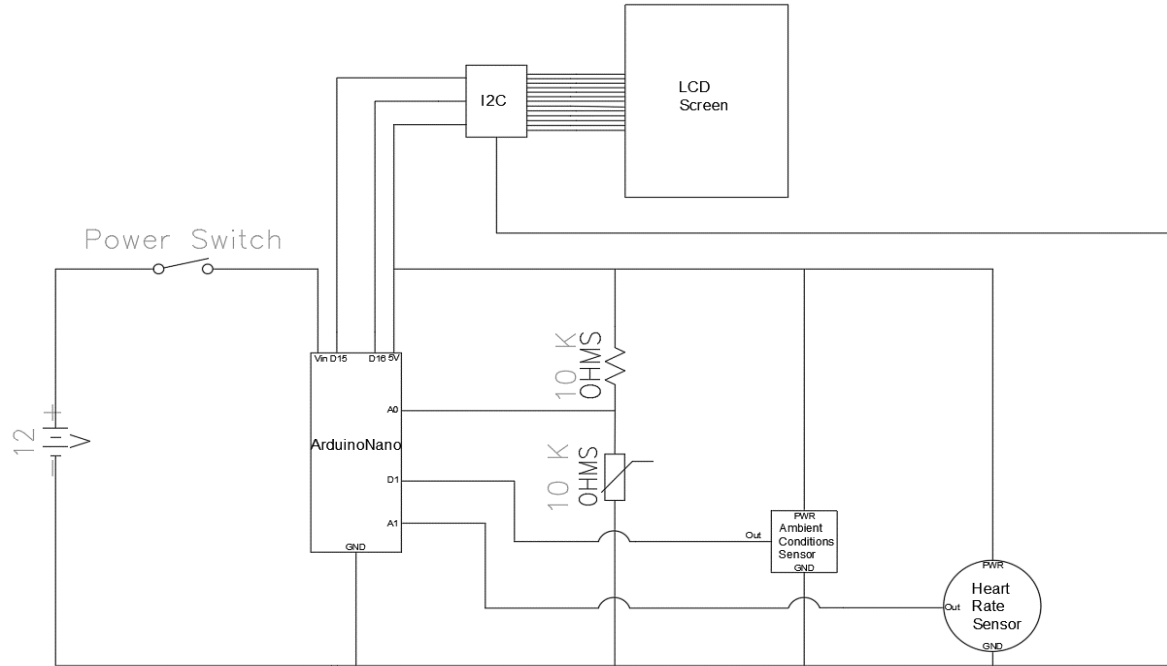 LCD
Screen
I2C
Power Switch
Vin D15 D16 5V
10 K
OHMS
A0
12 V
+
-
ArduinoNano
10 K
OHMS
D1
A1
GND
Out
PWR
Ambient
Conditions
Sensor
GND
PWR
Heart
Out Rate
Sensor
GND